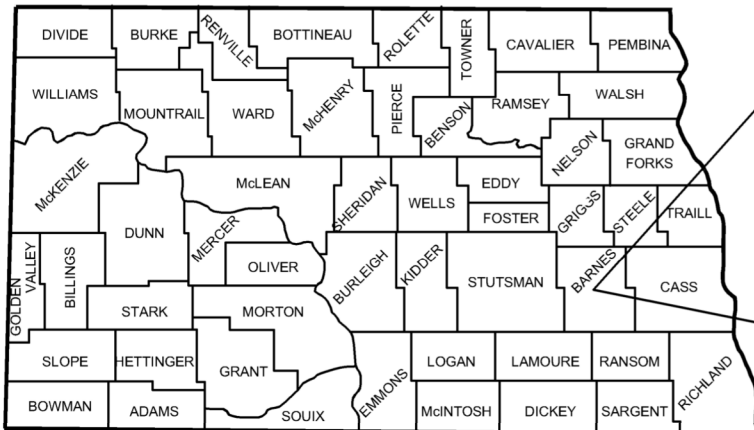 DIVIDE
BURKE
RENVILLE
BOTTINEAU
ROLETTE
TOWNER
CAVALIER
PEMBINA
WILLIAMS
MOUNTRAIL
WARD
McHENRY
PIERCE
BENSON
RAMSEY
WALSH
McKENZIE
McLEAN
SHERIDAN
WELLS
EDDY
FOSTER
NELSON
GRAND
FORKS
DUNN
MERCER
OLIVER
GRIGGS
STEELE
TRAILL
GOLDEN
VALLEY
BILLINGS
STARK
MORTON
BURLEIGH
KIDDER
STUTSMAN
BARNES
CASS
SLOPE
HETTINGER
GRANT
EMMONS
LOGAN
LAMOURE
RANSOM
RICHLAND
BOWMAN
ADAMS
SOUIX
McINTOSH
DICKEY
SARGENT